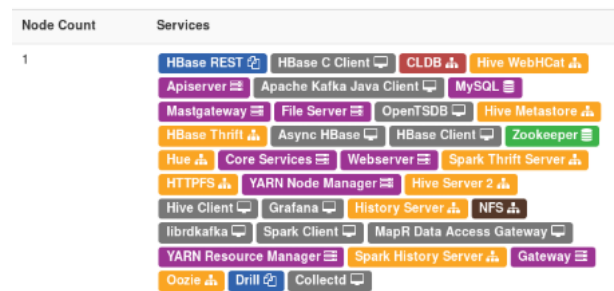 Node Count Services
1 HBase REST HBase C Client CLDB Hive WebHCat
Apiserver Apache Kafka Java Client MySQL
Mastgateway File Server OpenTSDB Hive Metastore
HBase Thrift Async HBase HBase Client Zookeeper
Hue Core Services Webserver Spark Thrift Server
HTTPFS YARN Node Manager Hive Server 2
Hive Client Grafana History Server NFS
librdkafka Spark Client MapR Data Access Gateway
YARN Resource Manager Spark History Server Gateway
Oozie Drill Collectd